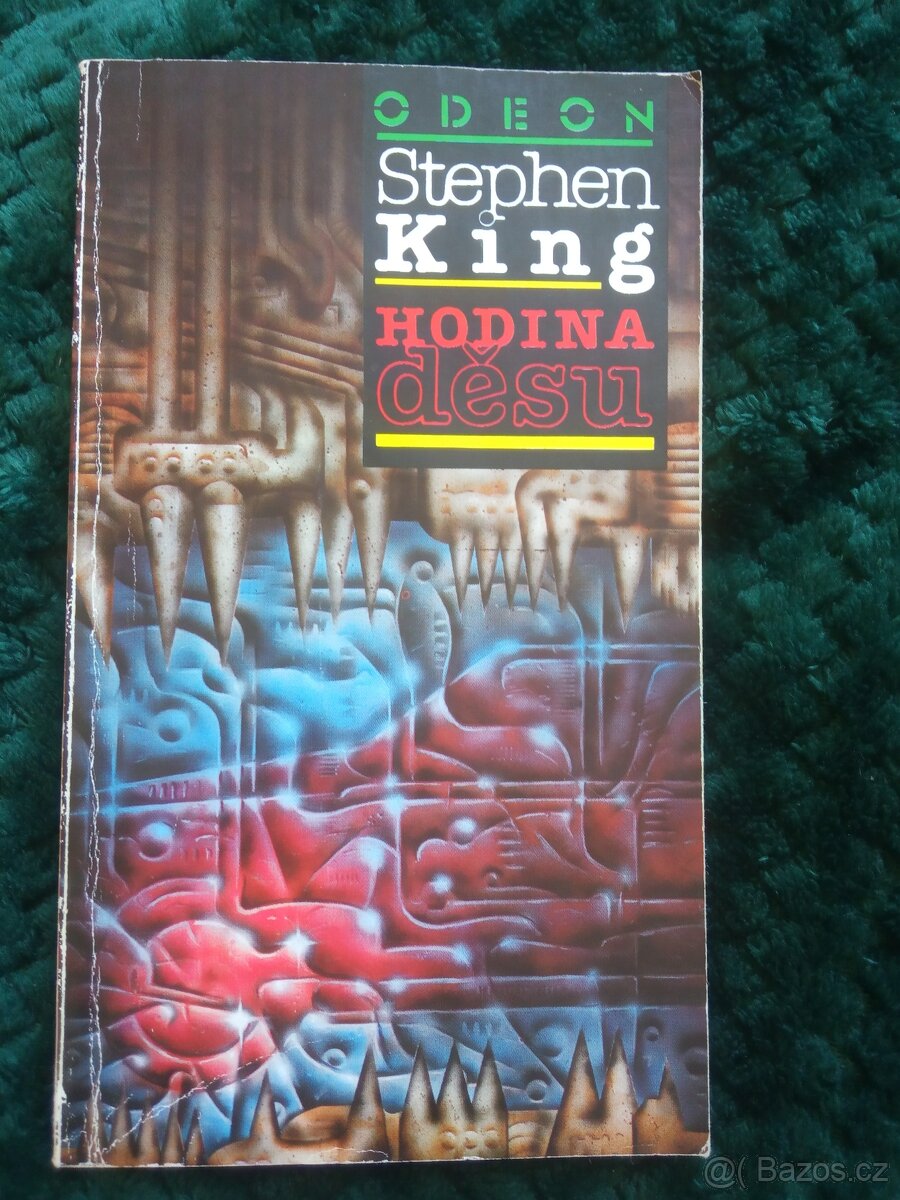 ODEON
Stephen
King
HODINA
děsu
@( Bazos.cz